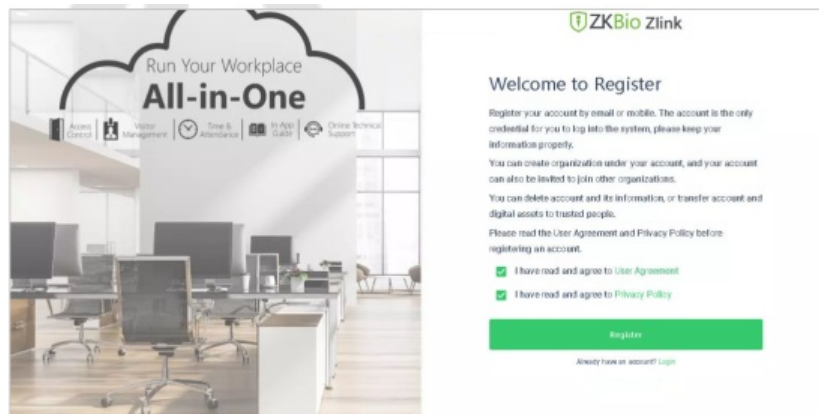 Run Your Workplace
All-in-One
Access
Control
Visitor
Management
Time &
Attendance
In-App
Guide
Online Technical
Support
ZKBio Zlink
Welcome to Register
Register your account by email or mobile. The account is the only
credential for you to log into the system, please keep your
information properly.
You can create organization under your account, and your account
can also be invited to join other organizations.
You can delete account and its information, or transfer account and
digital assets to trusted people.
Please read the User Agreement and Privacy Policy before
registering an account.
I have read and agree to User Agreement
I have read and agree to Privacy Policy
Register
Already have an account? Login